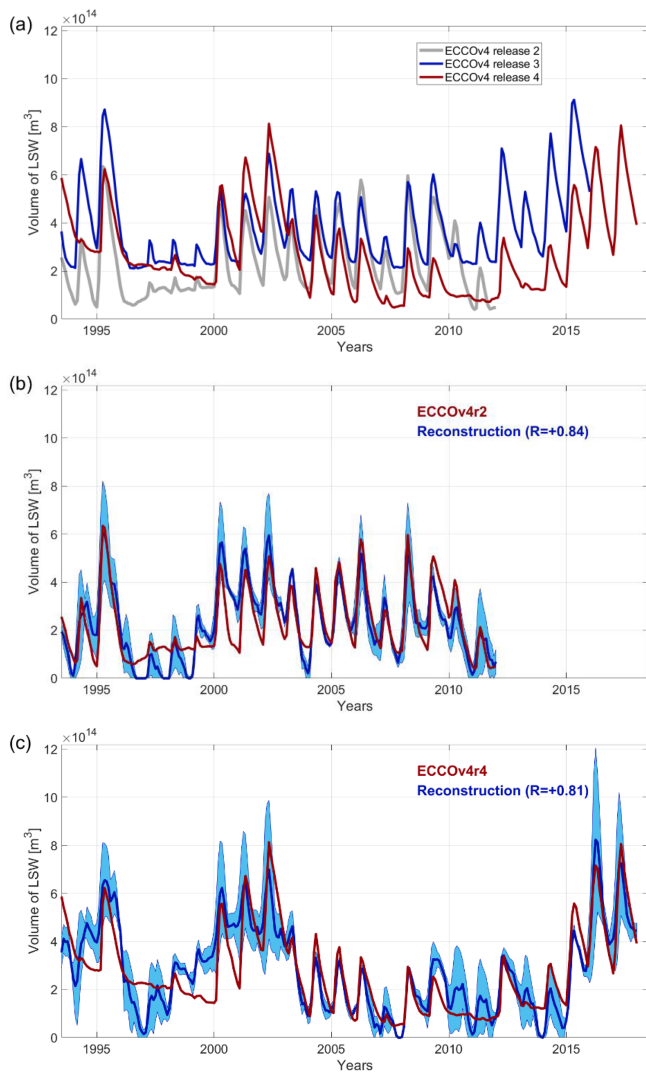 (a)
×10^14
12
10
8
6
4
2
0
Volume of LSW [m³]
ECCOv4 release 2
ECCOv4 release 3
ECCOv4 release 4
1995 2000 2005 2010 2015
Years
(b)
×10^14
12
10
8
6
4
2
0
Volume of LSW [m³]
ECCOv4r2
Reconstruction (R=+0.84)
1995 2000 2005 2010 2015
Years
(c)
×10^14
12
10
8
6
4
2
0
Volume of LSW [m³]
ECCOv4r4
Reconstruction (R=+0.81)
1995 2000 2005 2010 2015
Years